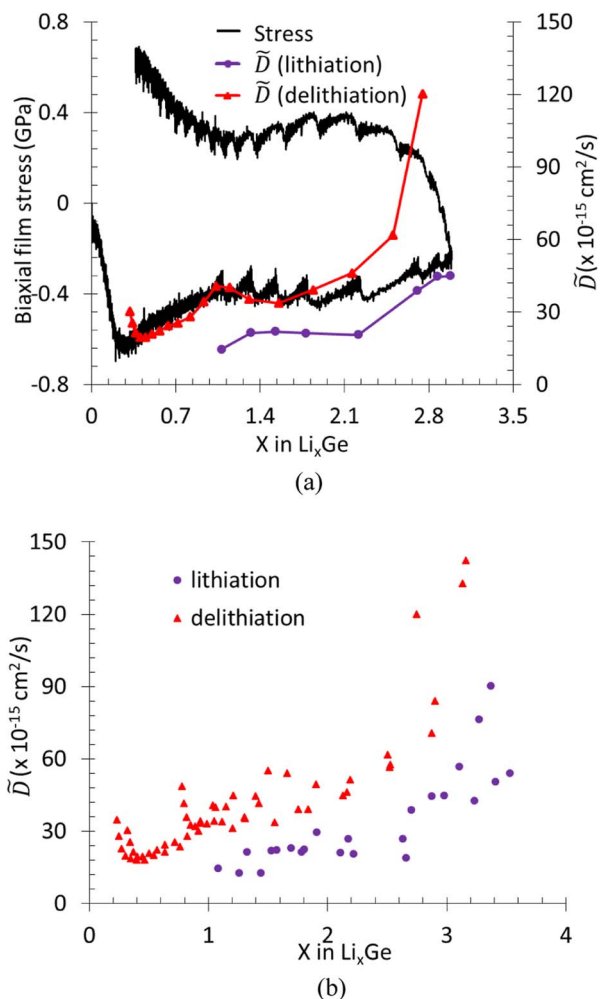 0.8
0.4
0
-0.4
-0.8
Biaxial film stress (GPa)
Stress
D̃ (lithiation)
D̃ (delithiation)
150
120
90
60
30
0
D̃ (x 10⁻¹⁵ cm²/s)
0 0.7 1.4 2.1 2.8 3.5
X in LiₓGe
(a)
150
120
90
60
30
0
D̃ (x 10⁻¹⁵ cm²/s)
lithiation
delithiation
0 1 2 3 4
X in LiₓGe
(b)